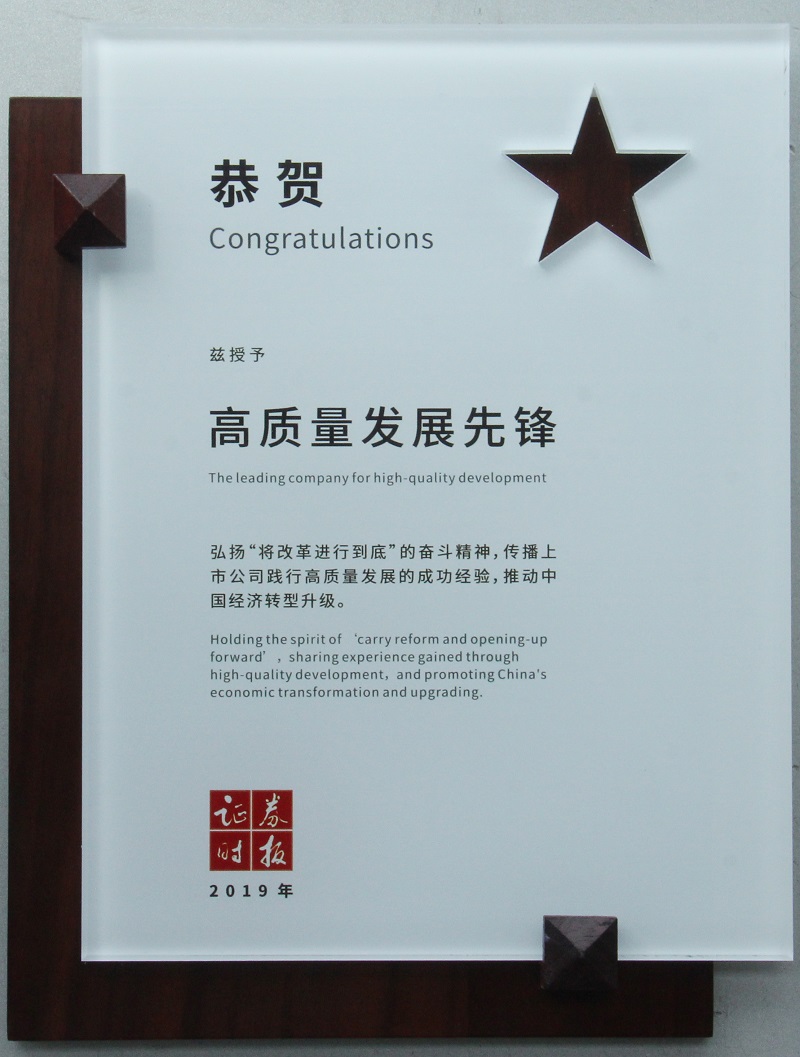 恭贺
Congratulations
兹授予
高质量发展先锋
The leading company for high-quality development
弘扬“将改革进行到底”的奋斗精神，传播上
市公司践行高质量发展的成功经验，推动中
国经济转型升级。
Holding the spirit of ‘carry reform and opening-up
forward’, sharing experience gained through
high-quality development, and promoting China's
economic transformation and upgrading.
证券
时报
2019年